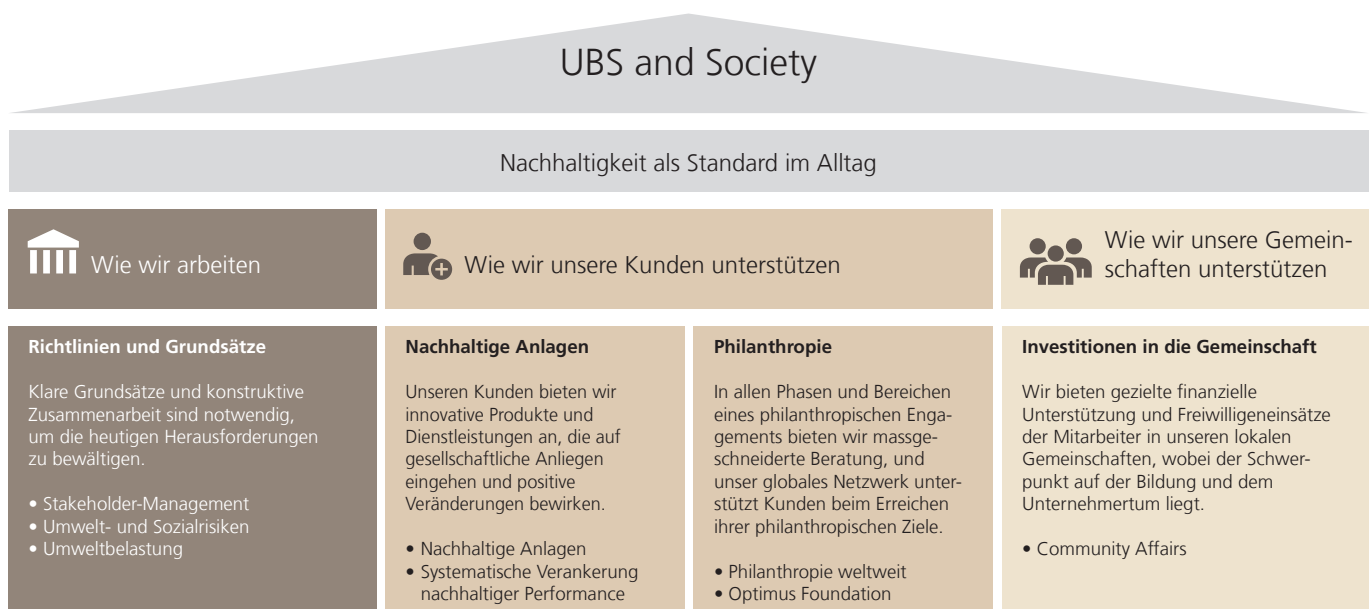 UBS and Society
Nachhaltigkeit als Standard im Alltag
Wie wir arbeiten
Wie wir unsere Kunden unterstützen
Wie wir unsere Gemein-
schaften unterstützen
Richtlinien und Grundsätze
Klare Grundsätze und konstruktive
Zusammenarbeit sind notwendig,
um die heutigen Herausforderungen
zu bewältigen.
• Stakeholder-Management
• Umwelt- und Sozialrisiken
• Umweltbelastung
Nachhaltige Anlagen
Unseren Kunden bieten wir
innovative Produkte und
Dienstleistungen an, die auf
gesellschaftliche Anliegen
eingehen und positive
Veränderungen bewirken.
• Nachhaltige Anlagen
• Systematische Verankerung
nachhaltiger Performance
Philanthropie
In allen Phasen und Bereichen
eines philanthropischen Enga-
gements bieten wir massge-
schneiderte Beratung, und
unser globales Netzwerk unter-
stützt Kunden beim Erreichen
ihrer philanthropischen Ziele.
• Philanthropie weltweit
• Optimus Foundation
Investitionen in die Gemeinschaft
Wir bieten gezielte finanzielle
Unterstützung und Freiwilligeneinsätze
der Mitarbeiter in unseren lokalen
Gemeinschaften, wobei der Schwer-
punkt auf der Bildung und dem
Unternehmertum liegt.
• Community Affairs